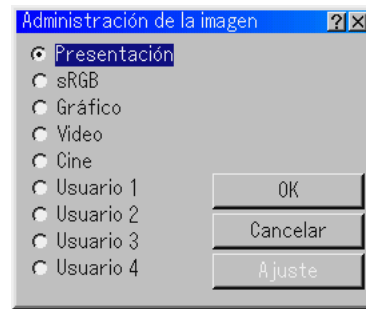 Administración de la imagen
Presentación
sRGB
Gráfico
Video
Cine
Usuario 1
Usuario 2
Usuario 3
Usuario 4
OK
Cancelar
Ajuste